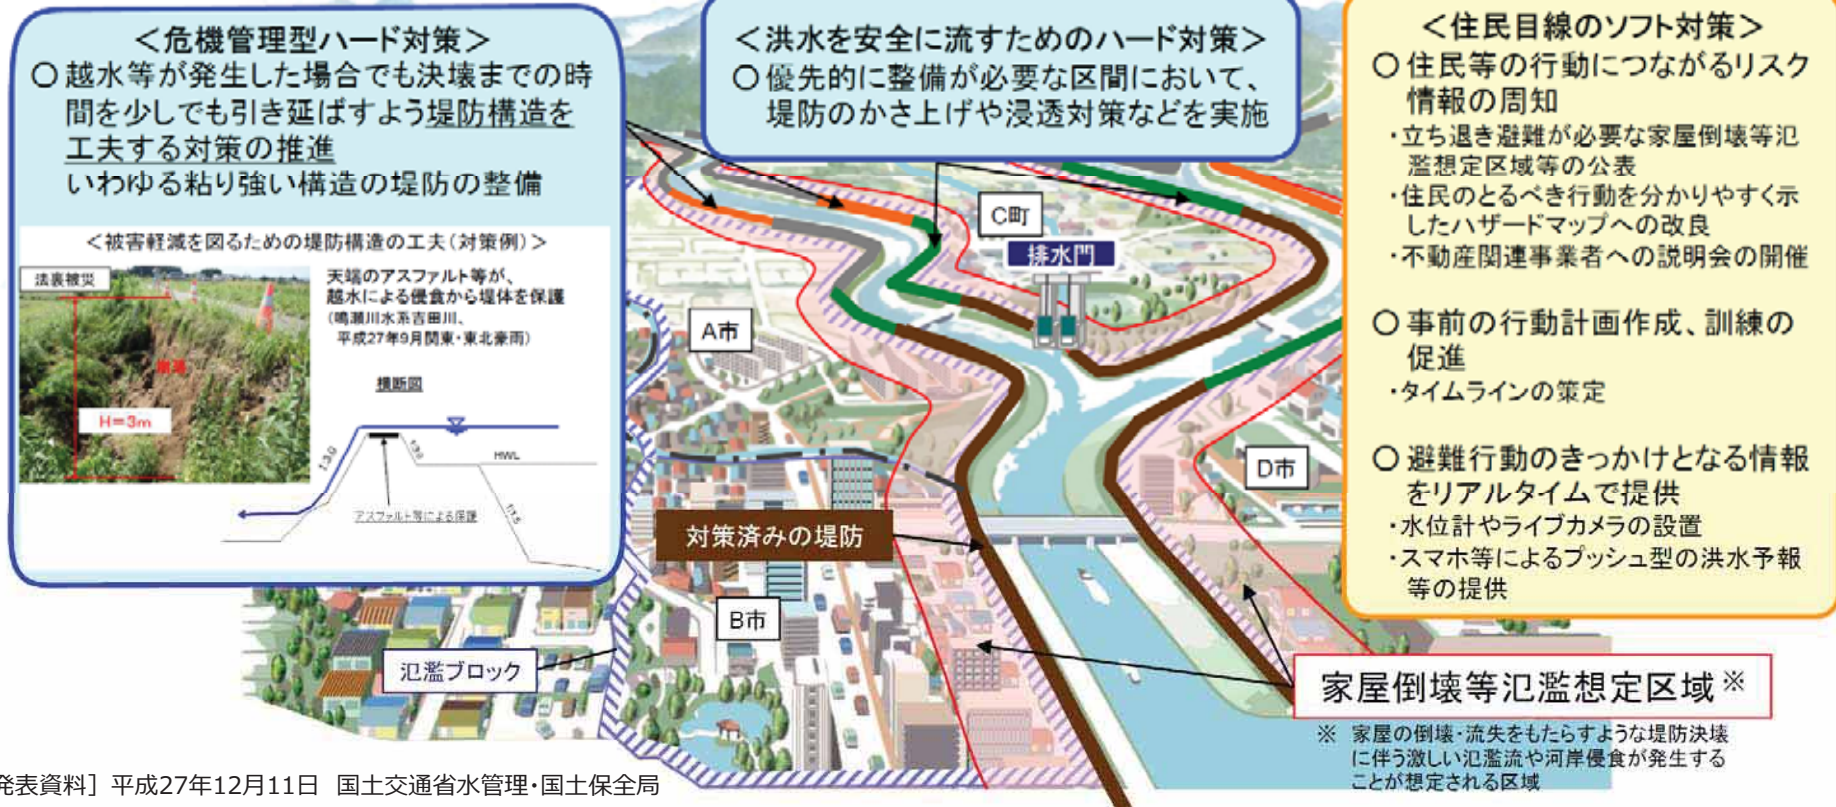 ＜危機管理型ハード対策＞
○越水等が発生した場合でも決壊までの時
間を少しでも引き延ばすよう堤防構造を
工夫する対策の推進
いわゆる粘り強い構造の堤防の整備
＜被害軽減を図るための堤防構造の工夫(対策例)＞
法裏被災
崩落
H=3m
天端のアスファルト等が、
越水による侵食から堤体を保護
(鳴瀬川水系吉田川、
平成27年9月関東・東北豪雨)
横断図
1:3.0
1:3.0
HWL
1:1.5
アスファルト等による保護
＜洪水を安全に流すためのハード対策＞
○優先的に整備が必要な区間において、
堤防のかさ上げや浸透対策などを実施
C町
排水門
A市
D市
対策済みの堤防
B市
氾濫ブロック
＜住民目線のソフト対策＞
○住民等の行動につながるリスク
情報の周知
・立ち退き避難が必要な家屋倒壊等氾
濫想定区域等の公表
・住民のとるべき行動を分かりやすく示
したハザードマップへの改良
・不動産関連事業者への説明会の開催
○事前の行動計画作成、訓練の
促進
・タイムラインの策定
○避難行動のきっかけとなる情報
をリアルタイムで提供
・水位計やライブカメラの設置
・スマホ等によるプッシュ型の洪水予報
等の提供
家屋倒壊等氾濫想定区域※
※ 家屋の倒壊・流失をもたらすような堤防決壊
に伴う激しい氾濫流や河岸侵食が発生する
ことが想定される区域
発表資料］平成27年12月11日 国土交通省水管理・国土保全局